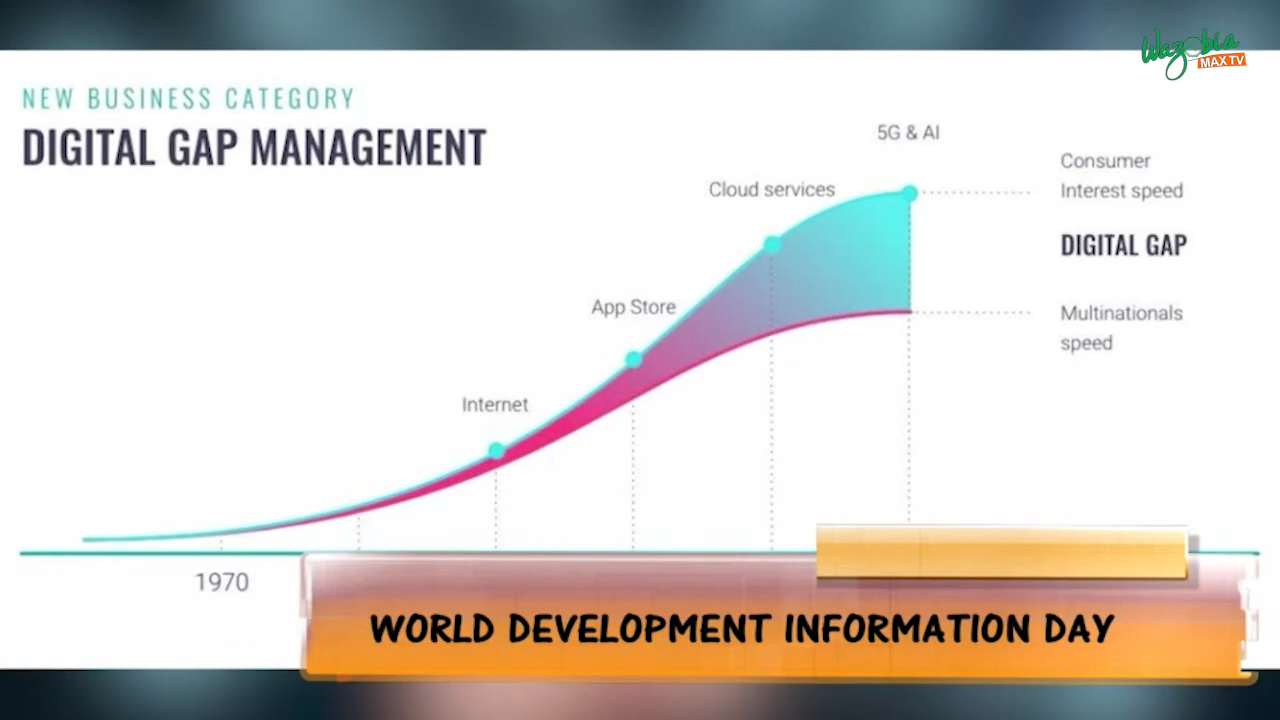 Wazobia
MAX TV
NEW BUSINESS CATEGORY
DIGITAL GAP MANAGEMENT
5G & AI
Consumer
Interest speed
Cloud services
DIGITAL GAP
App Store
Multinationals
speed
Internet
1970
WORLD DEVELOPMENT INFORMATION DAY